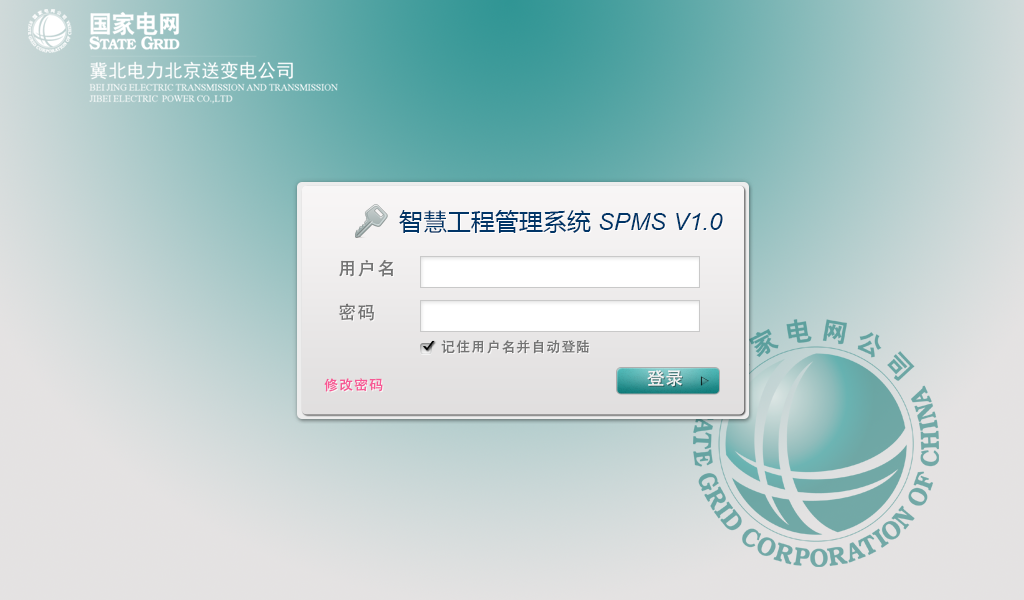 国家电网
STATE GRID
冀北电力北京送变电公司
BEIJING ELECTRIC TRANSMISSION AND TRANSMISSION
JIBEI ELECTRIC POWER CO.,LTD
智慧工程管理系统 SPMS V1.0
用户名
密码
记住用户名并自动登陆
修改密码
登录
家电网公司
ATE GRID CORPORATION OF CHINA